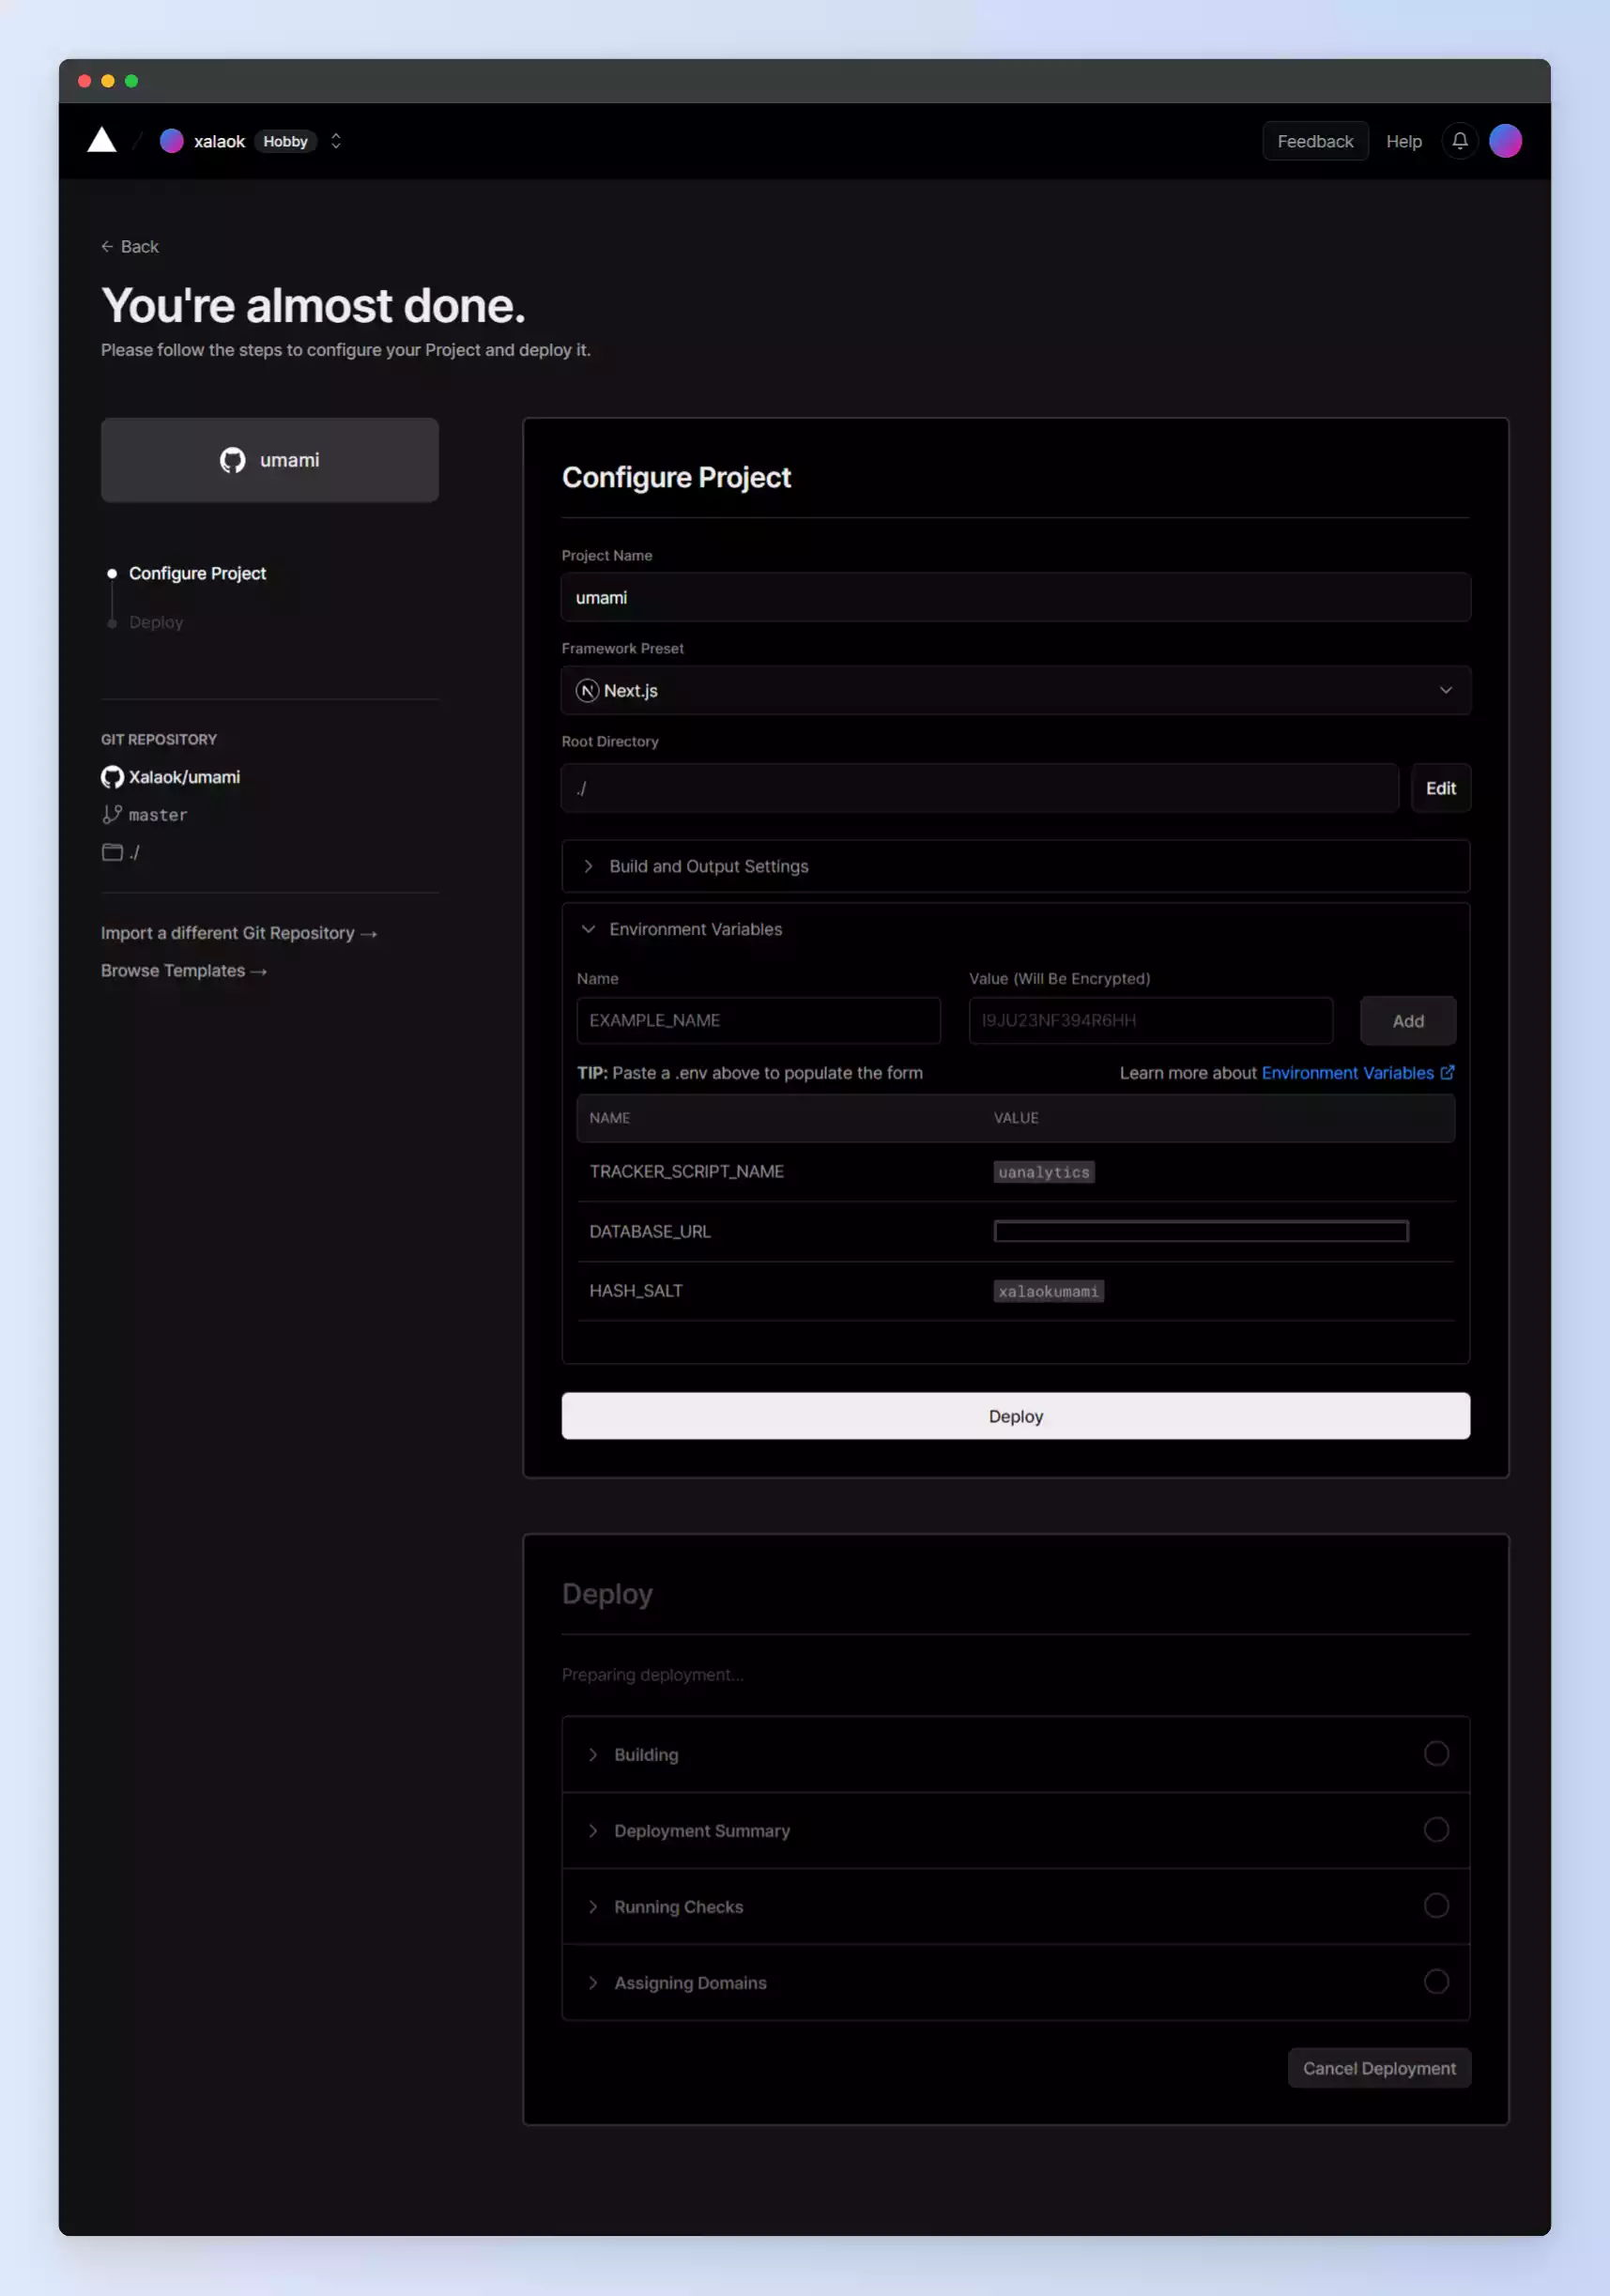 xalaok Hobby
Feedback Help
← Back
You're almost done.
Please follow the steps to configure your Project and deploy it.
umami
Configure Project
Deploy
GIT REPOSITORY
Xalaok/umami
master
./
Import a different Git Repository →
Browse Templates →
Configure Project
Project Name
umami
Framework Preset
N Next.js
Root Directory
./
Edit
Build and Output Settings
Environment Variables
Name
Value (Will Be Encrypted)
EXAMPLE_NAME
I9JU23NF394R6HH
Add
TIP: Paste a .env above to populate the form
Learn more about Environment Variables
NAME
VALUE
TRACKER_SCRIPT_NAME
uanalytics
DATABASE_URL
HASH_SALT
xalaokumami
Deploy
Deploy
Preparing deployment...
Building
Deployment Summary
Running Checks
Assigning Domains
Cancel Deployment